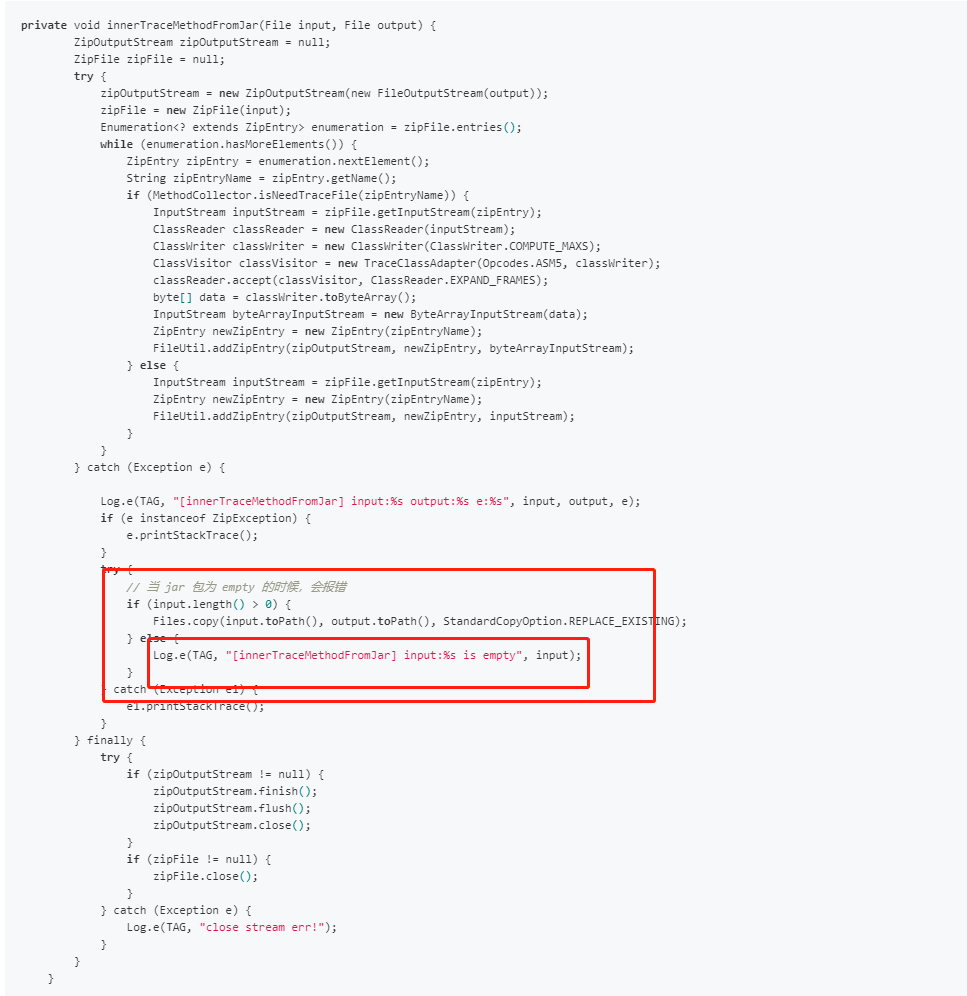 private void innerTraceMethodFromJar(File input, File output) {
ZipOutputStream zipOutputStream = null;
ZipFile zipFile = null;
try {
zipOutputStream = new ZipOutputStream(new FileOutputStream(output));
zipFile = new ZipFile(input);
Enumeration<? extends ZipEntry> enumeration = zipFile.entries();
while (enumeration.hasMoreElements()) {
ZipEntry zipEntry = enumeration.nextElement();
String zipEntryName = zipEntry.getName();
if (MethodCollector.isNeedTraceFile(zipEntryName)) {
InputStream inputStream = zipFile.getInputStream(zipEntry);
ClassReader classReader = new ClassReader(inputStream);
ClassWriter classWriter = new ClassWriter(ClassWriter.COMPUTE_MAXS);
ClassVisitor classVisitor = new TraceClassAdapter(Opcodes.ASM5, classWriter);
classReader.accept(classVisitor, ClassReader.EXPAND_FRAMES);
byte[] data = classWriter.toByteArray();
InputStream byteArrayInputStream = new ByteArrayInputStream(data);
ZipEntry newZipEntry = new ZipEntry(zipEntryName);
FileUtil.addZipEntry(zipOutputStream, newZipEntry, byteArrayInputStream);
} else {
InputStream inputStream = zipFile.getInputStream(zipEntry);
ZipEntry newZipEntry = new ZipEntry(zipEntryName);
FileUtil.addZipEntry(zipOutputStream, newZipEntry, inputStream);
}
}
} catch (Exception e) {
Log.e(TAG, "[innerTraceMethodFromJar] input:%s output:%s e:%s", input, output, e);
if (e instanceof ZipException) {
e.printStackTrace();
}
try {
// 当 jar 包为 empty 的时候，会报错
if (input.length() > 0) {
Files.copy(input.toPath(), output.toPath(), StandardCopyOption.REPLACE_EXISTING);
} else {
Log.e(TAG, "[innerTraceMethodFromJar] input:%s is empty", input);
}
} catch (Exception e1) {
e1.printStackTrace();
}
} finally {
try {
if (zipOutputStream != null) {
zipOutputStream.finish();
zipOutputStream.flush();
zipOutputStream.close();
}
if (zipFile != null) {
zipFile.close();
}
} catch (Exception e) {
Log.e(TAG, "close stream err!");
}
}
}